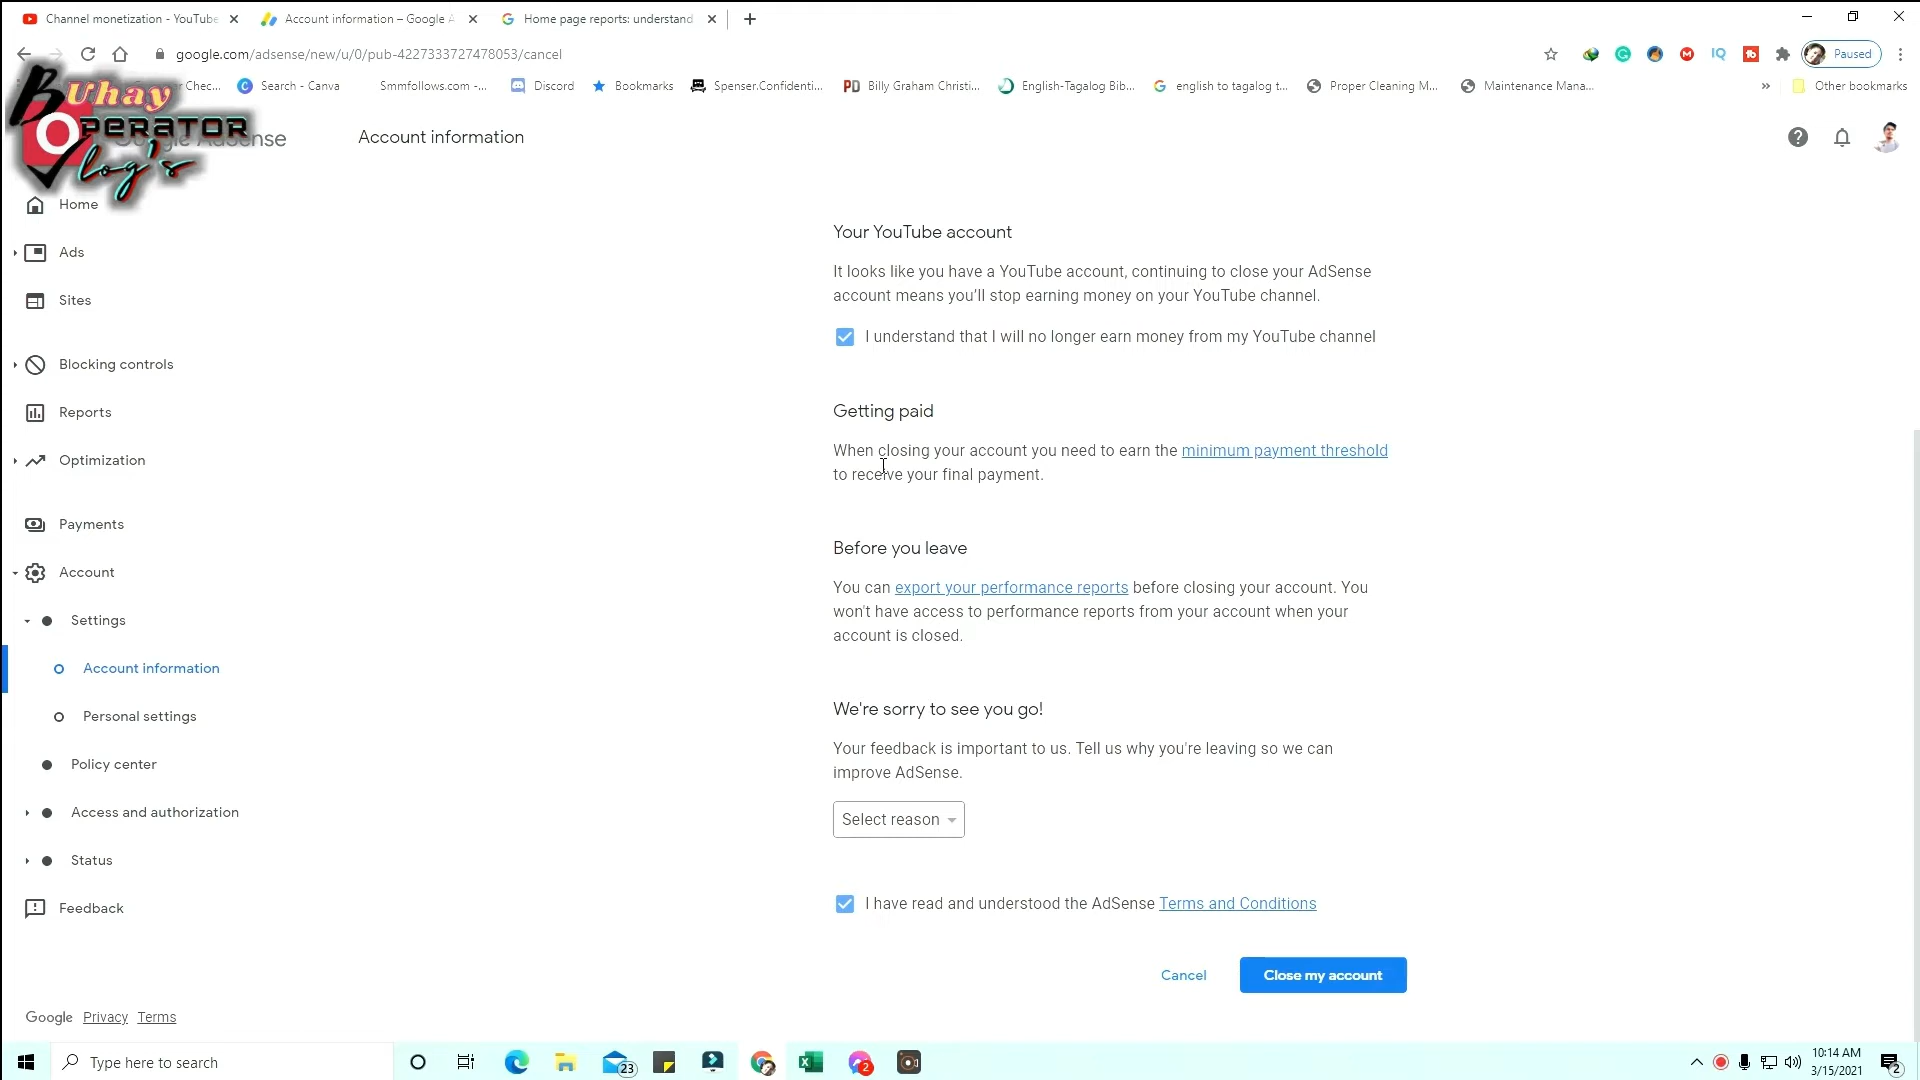 Channel monetization - YouTube
Account information – Google A
Home page reports: understand
google.com/adsense/new/u/0/pub-4227333727478053/cancel
Paused
r Chec...
Search - Canva
Smmfollows.com -...
Discord
Bookmarks
Spenser.Confidenti...
Billy Graham Christi...
English-Tagalog Bib...
english to tagalog t...
Proper Cleaning M...
Maintenance Mana...
Other bookmarks
BUhay
OPERATOR
Vlog's
Account information
Home
Ads
Sites
Blocking controls
Reports
Optimization
Payments
Account
Settings
Account information
Personal settings
Policy center
Access and authorization
Status
Feedback
Google Privacy Terms
Your YouTube account
It looks like you have a YouTube account, continuing to close your AdSense
account means you'll stop earning money on your YouTube channel.
I understand that I will no longer earn money from my YouTube channel
Getting paid
When closing your account you need to earn the minimum payment threshold
to receive your final payment.
Before you leave
You can export your performance reports before closing your account. You
won't have access to performance reports from your account when your
account is closed.
We're sorry to see you go!
Your feedback is important to us. Tell us why you're leaving so we can
improve AdSense.
Select reason
I have read and understood the AdSense Terms and Conditions
Cancel
Close my account
Type here to search
23
2
10:14 AM
3/15/2021
2